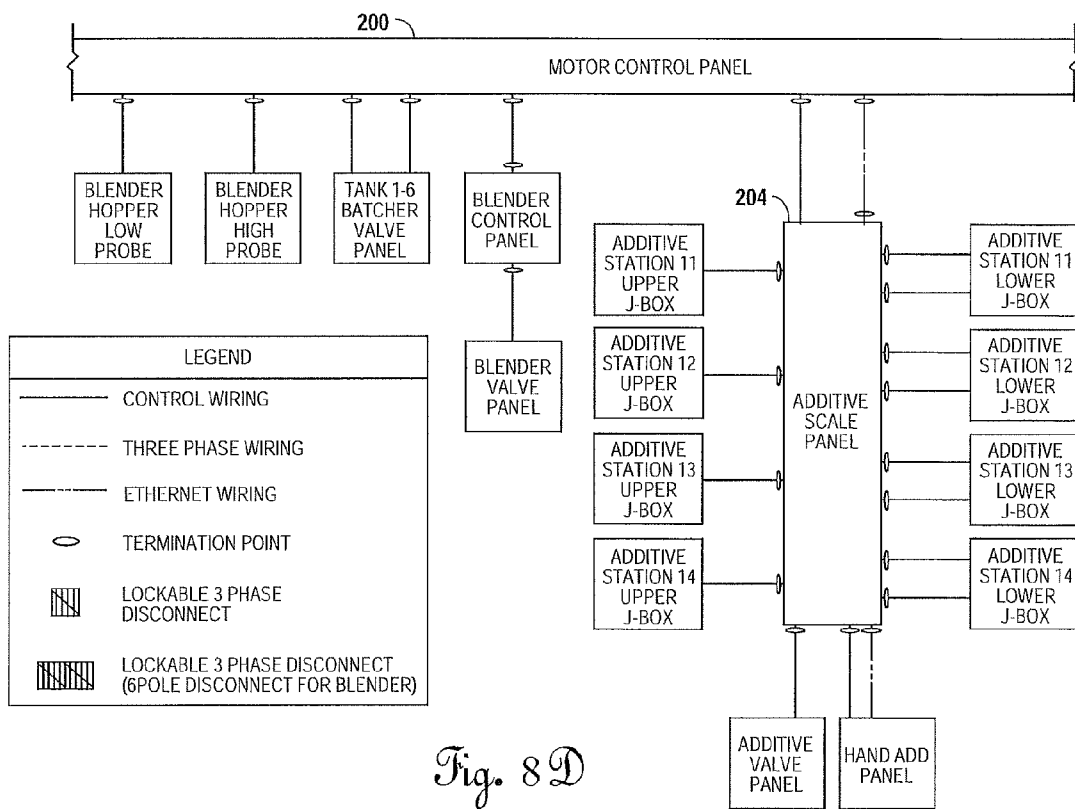 200
MOTOR CONTROL PANEL
BLENDER
HOPPER
LOW
PROBE
BLENDER
HOPPER
HIGH
PROBE
TANK 1-6
BATCHER
VALVE
PANEL
BLENDER
CONTROL
PANEL
BLENDER
VALVE
PANEL
204
ADDITIVE
STATION 11
UPPER
J-BOX
ADDITIVE
STATION 12
UPPER
J-BOX
ADDITIVE
STATION 13
UPPER
J-BOX
ADDITIVE
STATION 14
UPPER
J-BOX
ADDITIVE
SCALE
PANEL
ADDITIVE
STATION 11
LOWER
J-BOX
ADDITIVE
STATION 12
LOWER
J-BOX
ADDITIVE
STATION 13
LOWER
J-BOX
ADDITIVE
STATION 14
LOWER
J-BOX
ADDITIVE
VALVE
PANEL
HAND ADD
PANEL
LEGEND
CONTROL WIRING
THREE PHASE WIRING
ETHERNET WIRING
TERMINATION POINT
LOCKABLE 3 PHASE
DISCONNECT
LOCKABLE 3 PHASE DISCONNECT
(6POLE DISCONNECT FOR BLENDER)
Fig. 8D